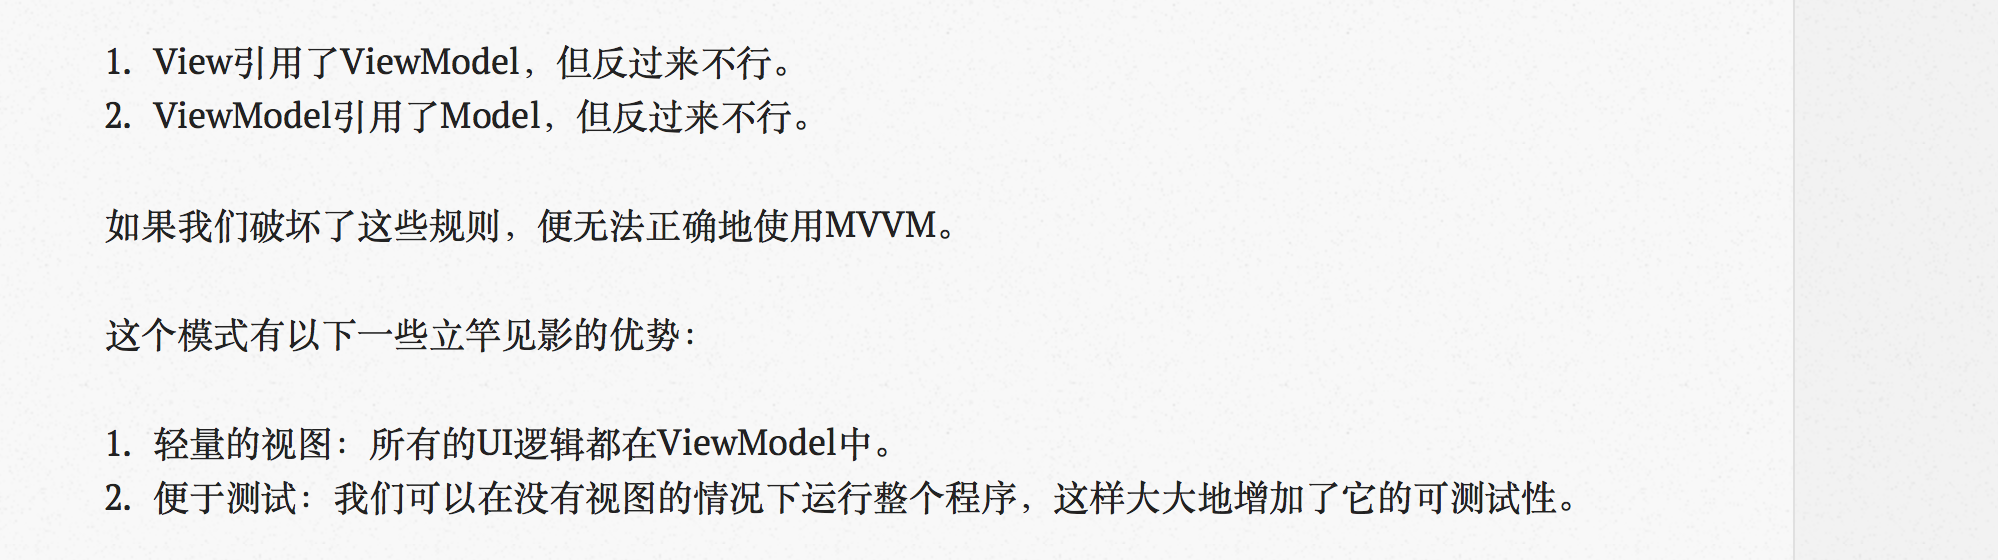 1. View引用了ViewModel，但反过来不行。
2. ViewModel引用了Model，但反过来不行。
如果我们破坏了这些规则，便无法正确地使用MVVM。
这个模式有以下一些立竿见影的优势：
1. 轻量的视图：所有的UI逻辑都在ViewModel中。
2. 便于测试：我们可以在没有视图的情况下运行整个程序，这样大大地增加了它的可测试性。